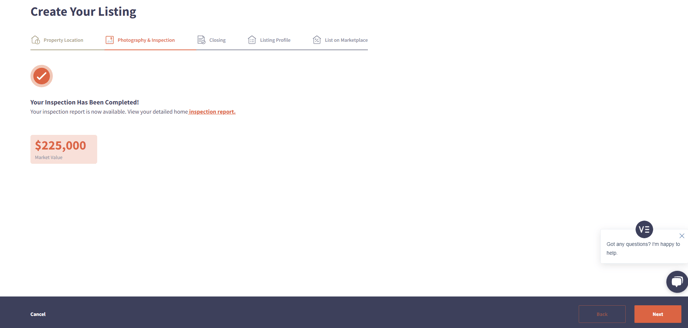 Create Your Listing
Property Location
Photography & Inspection
Closing
Listing Profile
List on Marketplace
Your Inspection Has Been Completed!
Your inspection report is now available. View your detailed home inspection report.
$225,000
Market Value
VE
Got any questions? I'm happy to
help.
Cancel
Back
Next